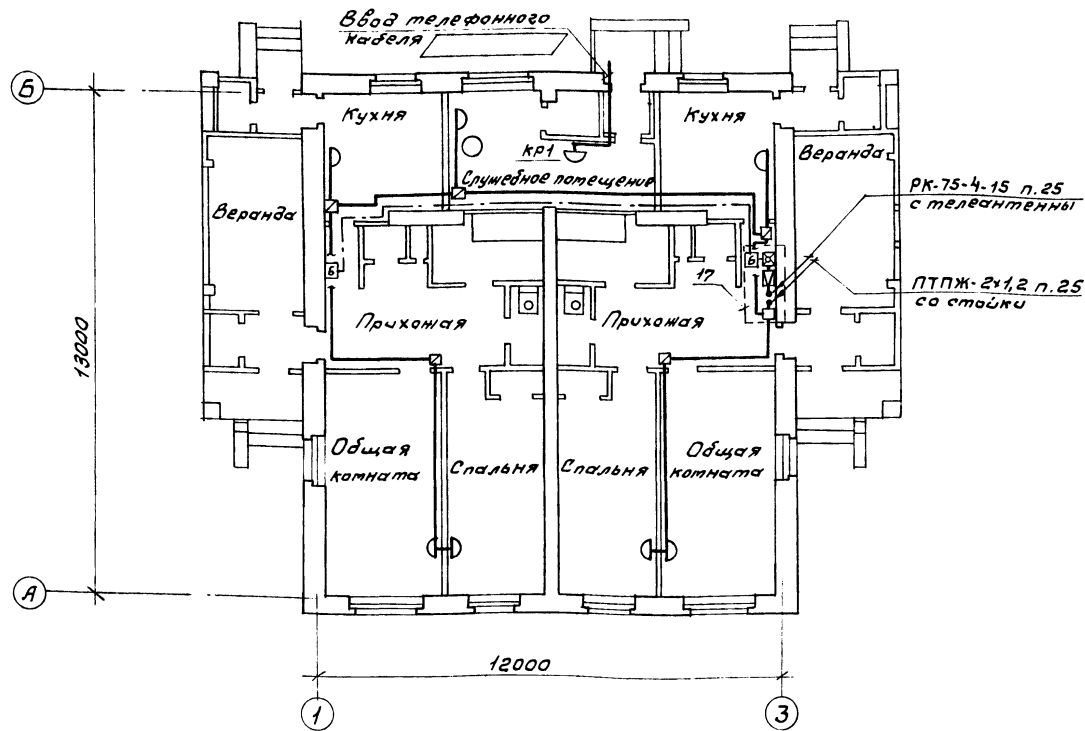 Ввод телефонного
кабеля
Б
Кухня
КР1
Кухня
Веранда
Служебное помещение
Веранда
РК-75-4-15 п.25
с телеантенны
Б
Б
17
ПТПЖ-2х1,2 п.25
со стойки
Прихожая
Прихожая
13000
Общая
комната
Спальня
Спальня
Общая
комната
А
12000
1
3